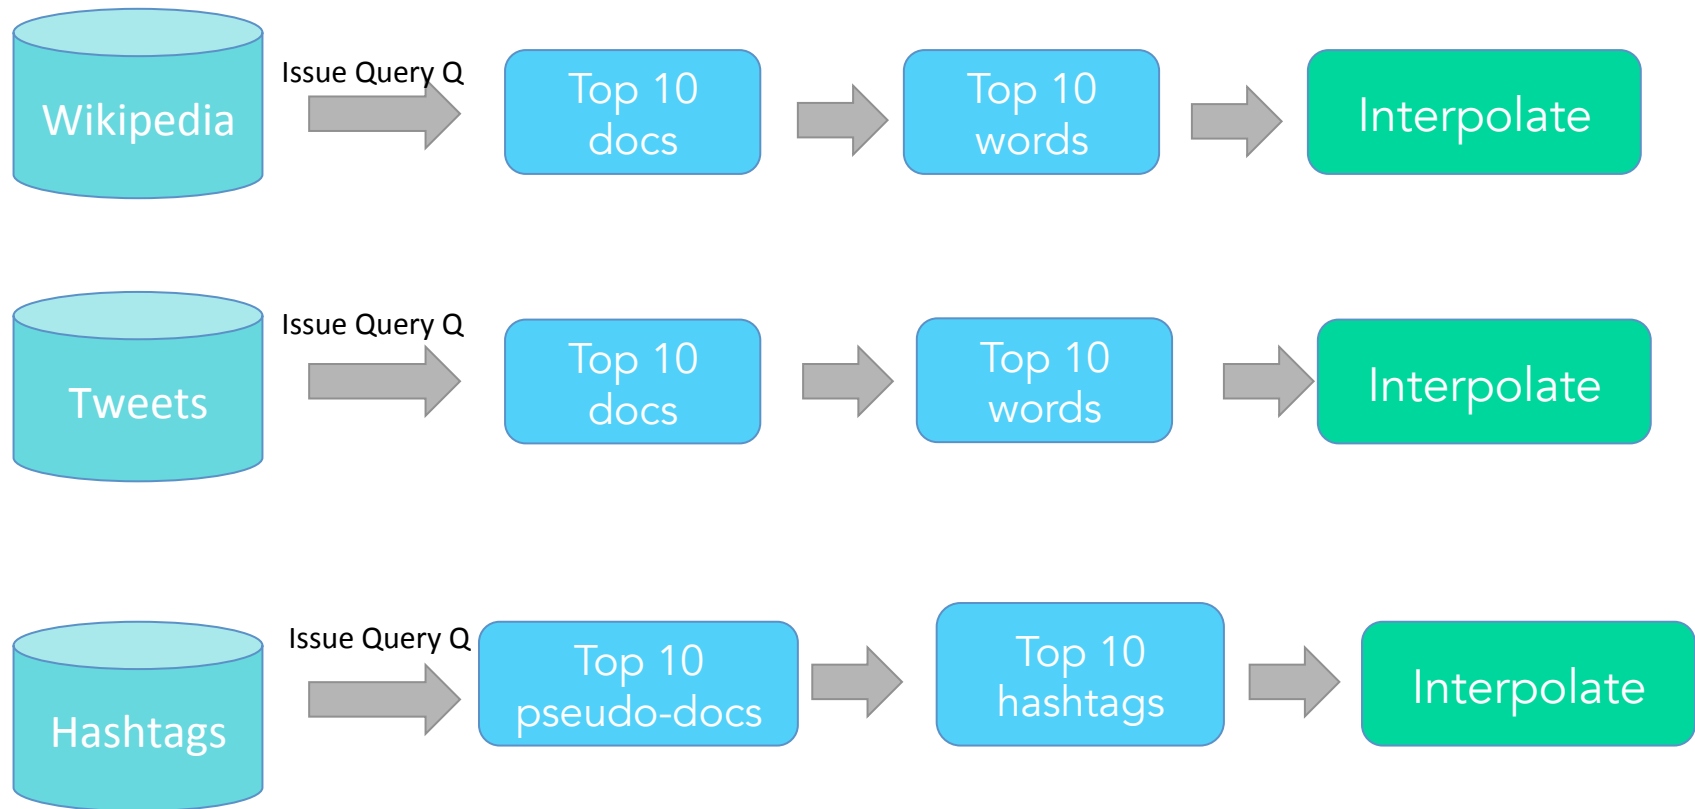 Wikipedia
Issue Query Q
Top 10
docs
Top 10
words
Interpolate
Tweets
Issue Query Q
Top 10
docs
Top 10
words
Interpolate
Hashtags
Issue Query Q
Top 10
pseudo-docs
Top 10
hashtags
Interpolate